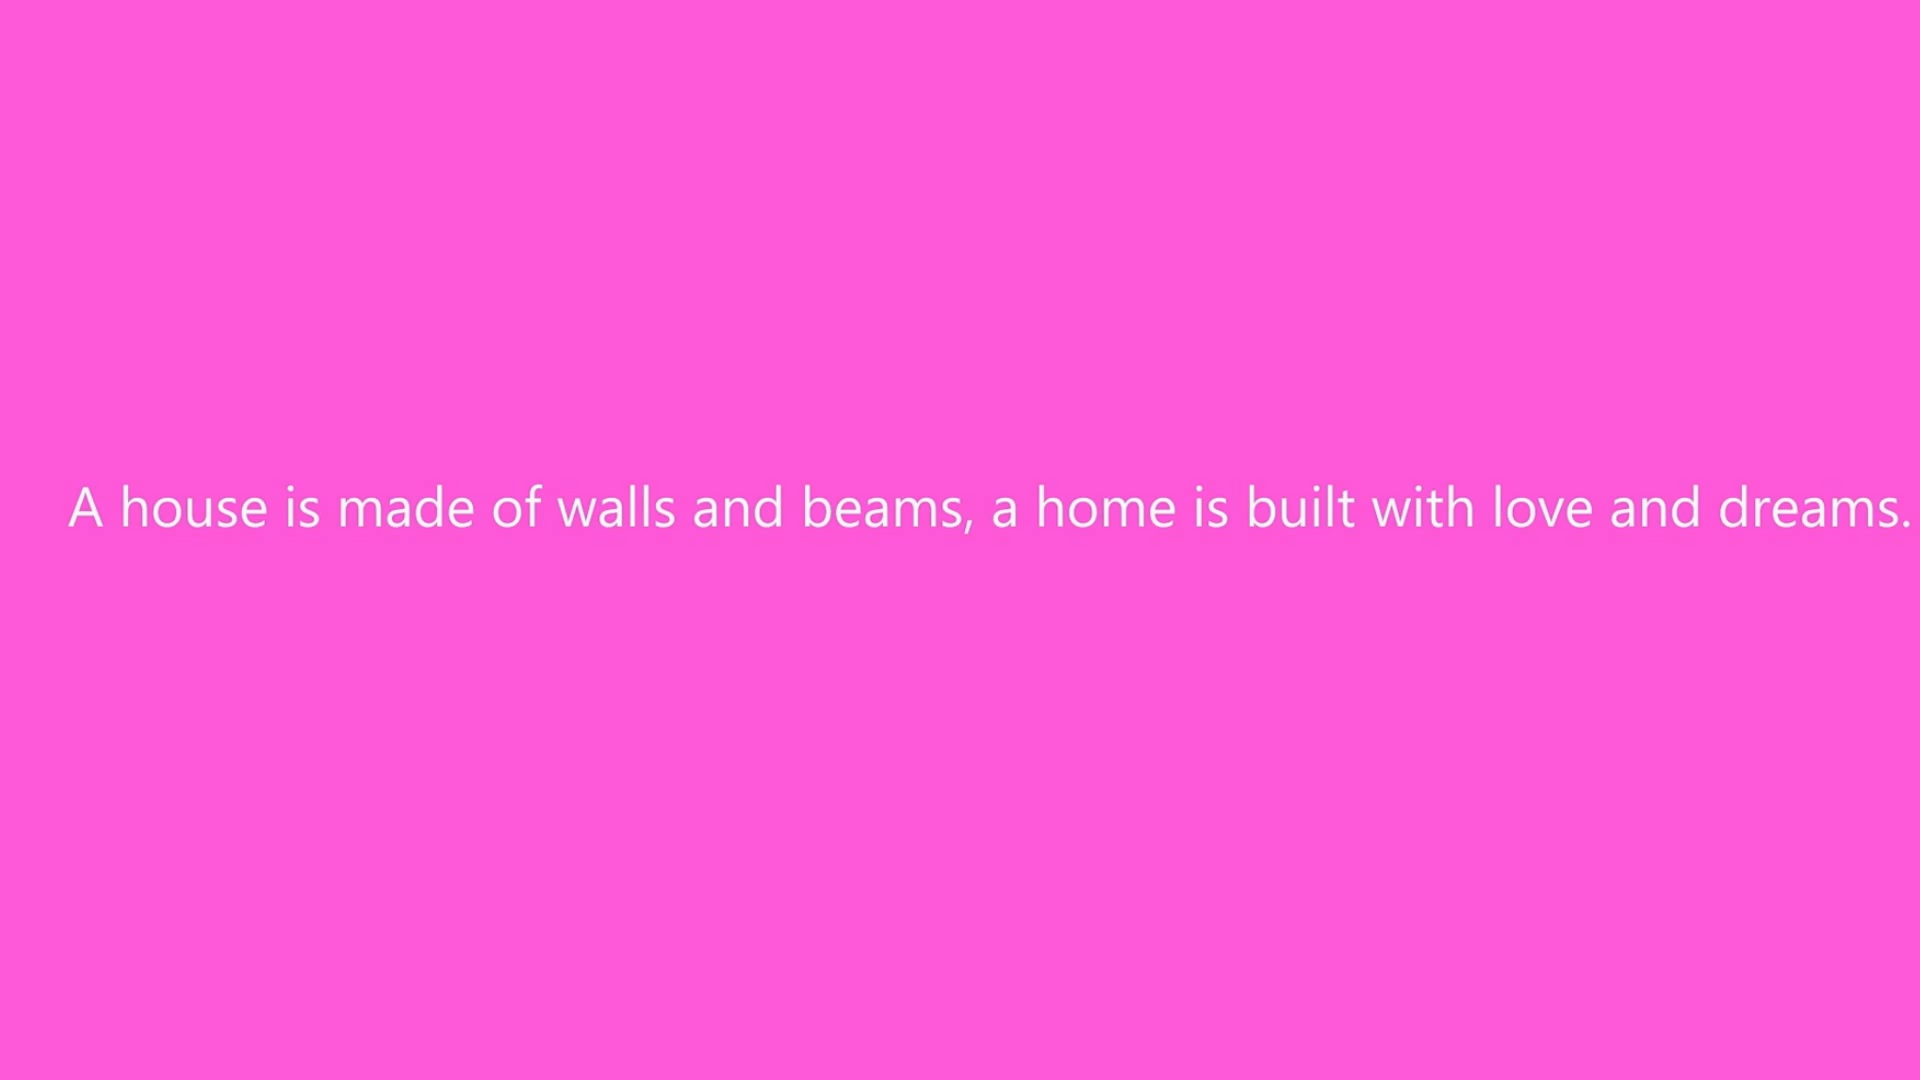 A house is made of walls and beams, a home is built with love and dreams.